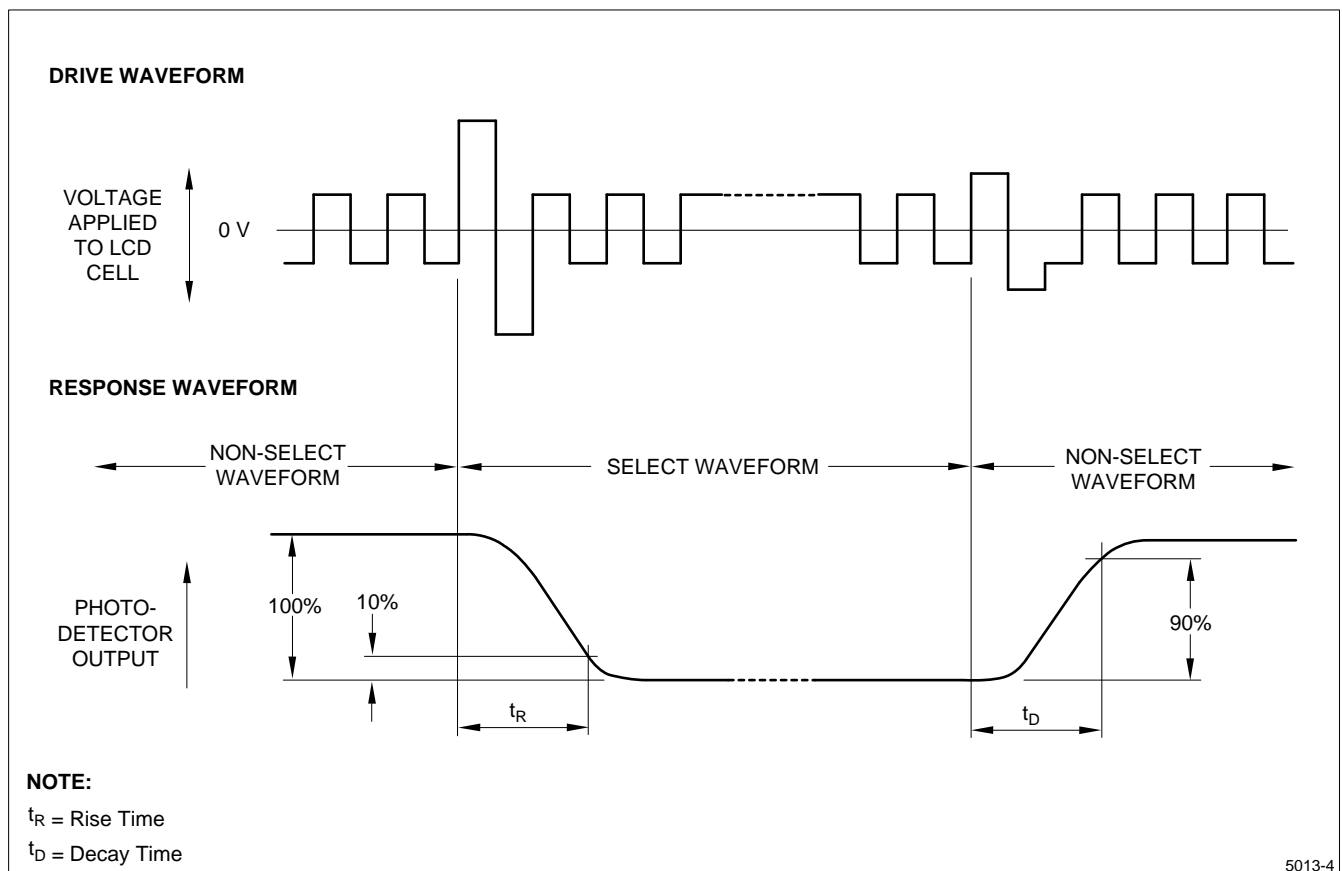 DRIVE WAVEFORM
VOLTAGE
APPLIED
TO LCD
CELL
0 V
RESPONSE WAVEFORM
NON-SELECT
WAVEFORM
SELECT WAVEFORM
NON-SELECT
WAVEFORM
PHOTO-
DETECTOR
OUTPUT
100%
10%
90%
tR
tD
NOTE:
tR = Rise Time
tD = Decay Time
5013-4